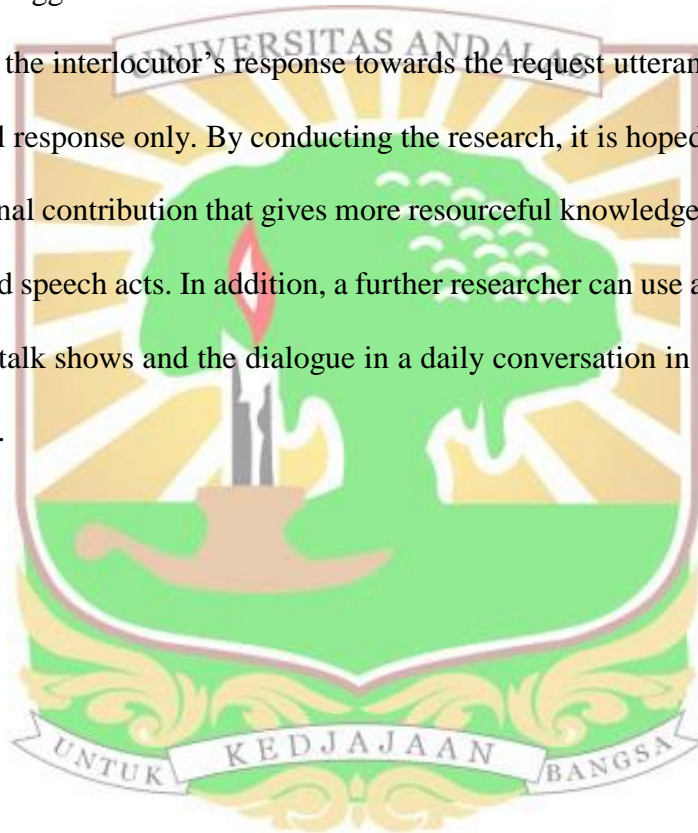 UNIVERSITAS ANDALAS
the interlocutor's response towards the request utteran
l response only. By conducting the research, it is hoped
nal contribution that gives more resourceful knowledge
d speech acts. In addition, a further researcher can use a
talk shows and the dialogue in a daily conversation in
.
UNTUK KEDJAJAAN BANGSA